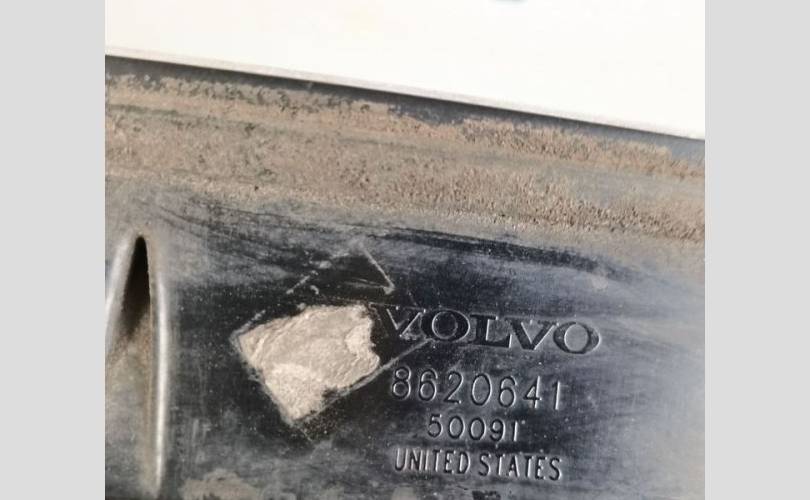 VOLVO
8620641
50091
UNITED STATES